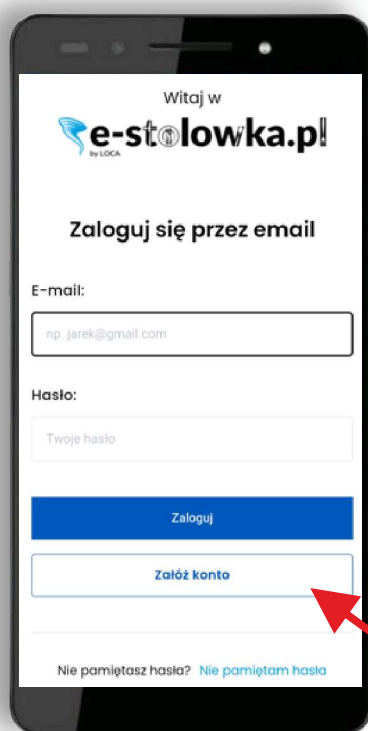 Witaj w
e-stolowka.pl
by LOCA
Zaloguj się przez email
E-mail:
np. jarek@gmail.com
Hasło:
Twoje hasło
Zaloguj
Załóż konto
Nie pamiętasz hasła? Nie pamiętam hasła